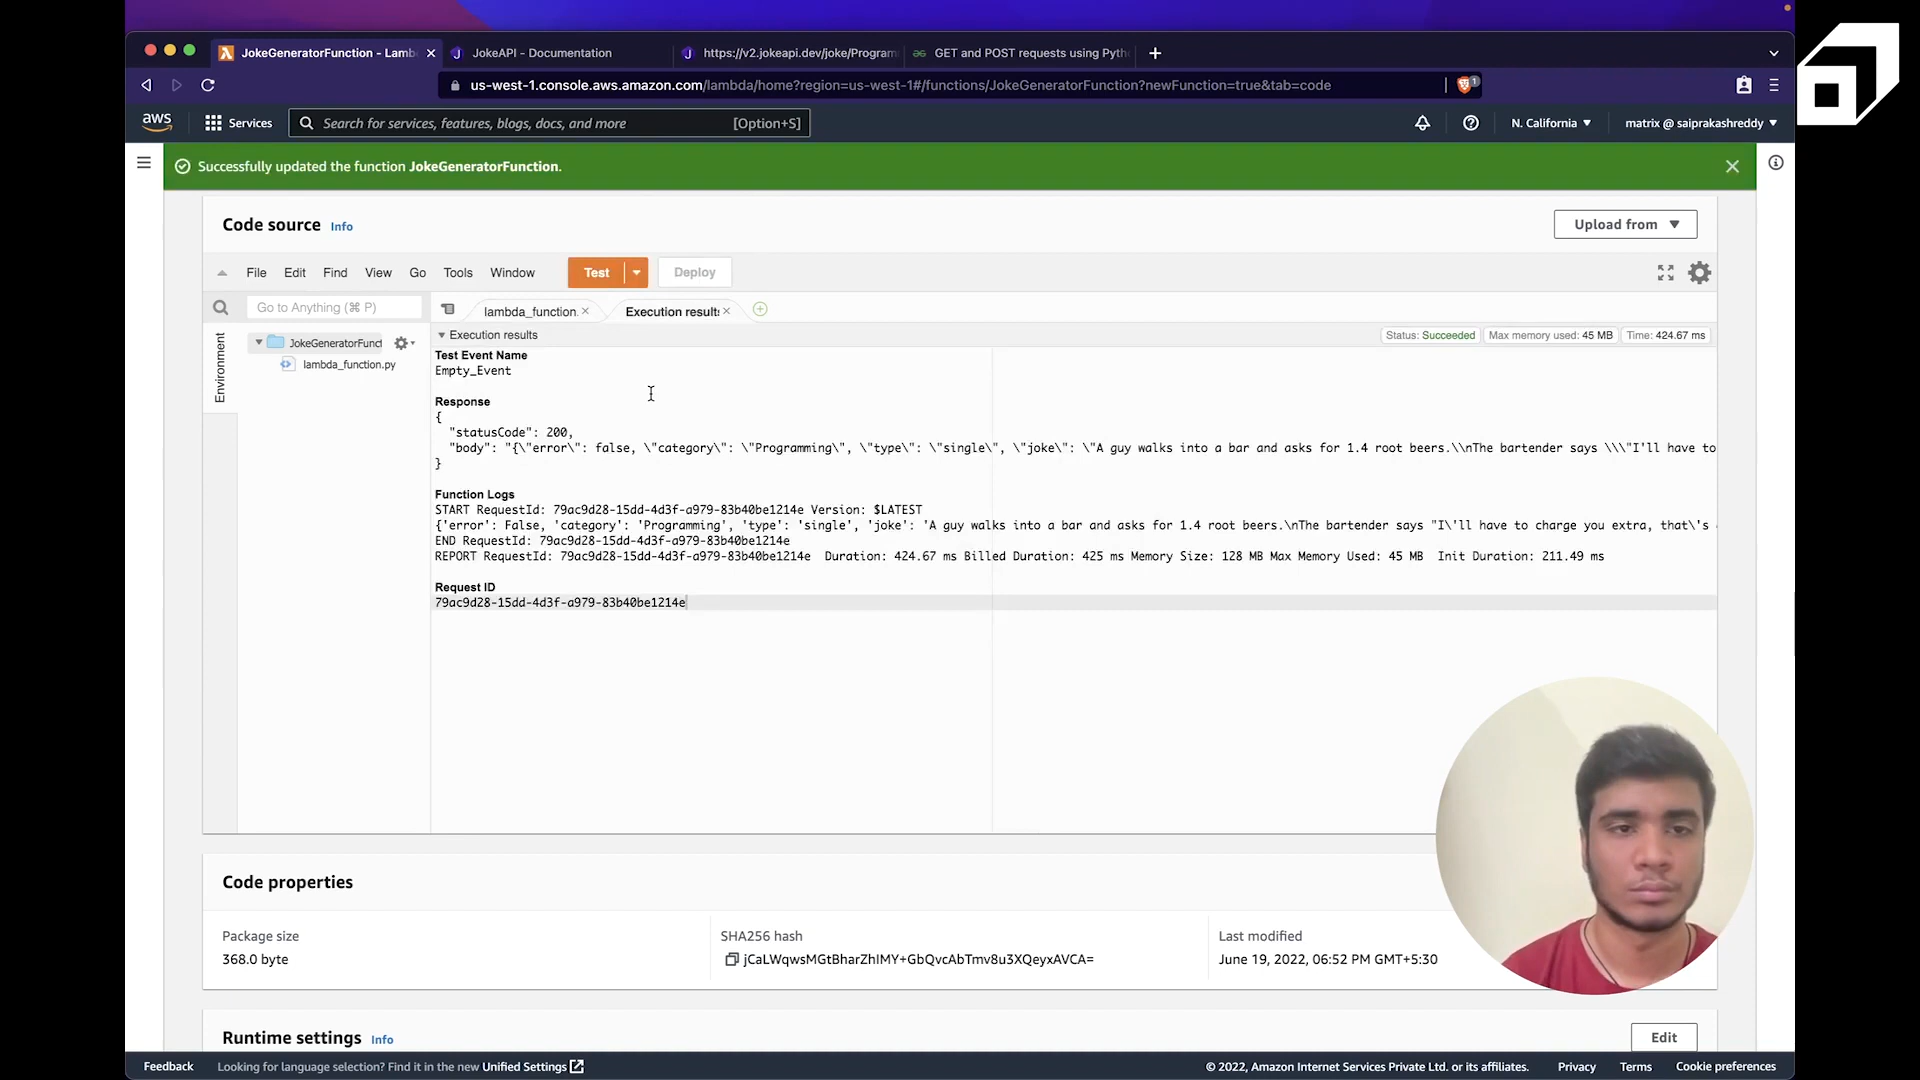 JokeGeneratorFunction - Lamb
JokeAPI - Documentation
https://v2.jokeapi.dev/joke/Program
GET and POST requests using Pyth
us-west-1.console.aws.amazon.com/lambda/home?region=us-west-1#/functions/JokeGeneratorFunction?newFunction=true&tab=code
1
aws
Services
Search for services, features, blogs, docs, and more
[Option+S]
N. California
matrix @ saiprakashreddy
Successfully updated the function JokeGeneratorFunction.
Code source Info
Upload from
File Edit Find View Go Tools Window
Test
Deploy
Go to Anything (⌘ P)
lambda_function.
Execution results
Execution results
Status: Succeeded
Max memory used: 45 MB
Time: 424.67 ms
Environment
JokeGeneratorFunct
lambda_function.py
Test Event Name
Empty_Event
Response
{
"statusCode": 200,
"body": "{\"error\": false, \"category\": \"Programming\", \"type\": \"single\", \"joke\": \"A guy walks into a bar and asks for 1.4 root beers.\\nThe bartender says \\\"I'll have to
}
Function Logs
START RequestId: 79ac9d28-15dd-4d3f-a979-83b40be1214e Version: $LATEST
{'error': False, 'category': 'Programming', 'type': 'single', 'joke': 'A guy walks into a bar and asks for 1.4 root beers.\nThe bartender says "I\'ll have to charge you extra, that\'s
END RequestId: 79ac9d28-15dd-4d3f-a979-83b40be1214e
REPORT RequestId: 79ac9d28-15dd-4d3f-a979-83b40be1214e Duration: 424.67 ms Billed Duration: 425 ms Memory Size: 128 MB Max Memory Used: 45 MB Init Duration: 211.49 ms
Request ID
79ac9d28-15dd-4d3f-a979-83b40be1214e
Code properties
Package size
368.0 byte
SHA256 hash
jCaLWqwsMGtBharZhIMY+GbQvcAbTmv8u3XQeyxAVCA=
Last modified
June 19, 2022, 06:52 PM GMT+5:30
Runtime settings Info
Edit
Feedback
Looking for language selection? Find it in the new Unified Settings
© 2022, Amazon Internet Services Private Ltd. or its affiliates.
Privacy
Terms
Cookie preferences